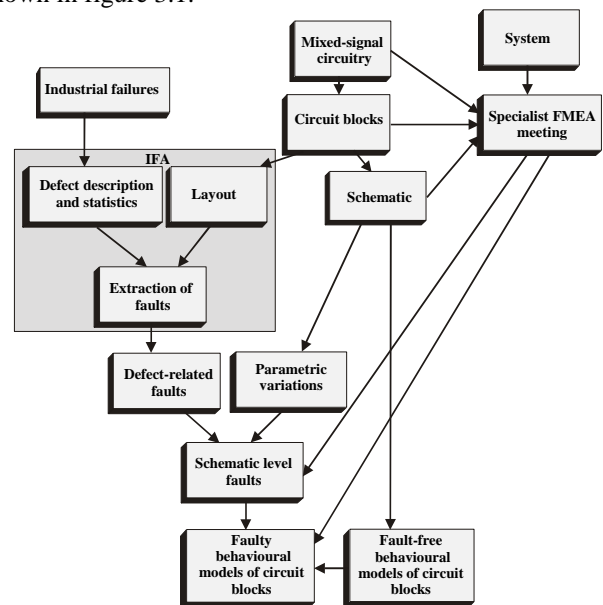 own in figure 3.1.
Mixed-signal
circuitry
System
Industrial failures
Circuit blocks
Specialist FMEA
meeting
IFA
Defect description
and statistics
Layout
Schematic
Extraction of
faults
Defect-related
faults
Parametric
variations
Schematic level
faults
Faulty
behavioural
models of circuit
blocks
Fault-free
behavioural
models of circuit
blocks